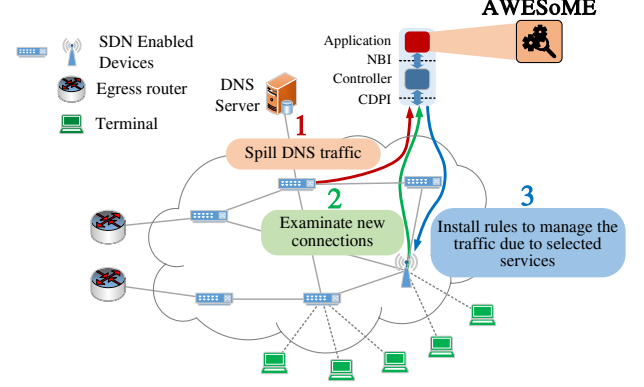 AWESoME
SDN Enabled
Devices
Egress router
Terminal
DNS
Server
Application
NBI
Controller
CDPI
1
Spill DNS traffic
2
Examinate new
connections
3
Install rules to manage the
traffic due to selected
services